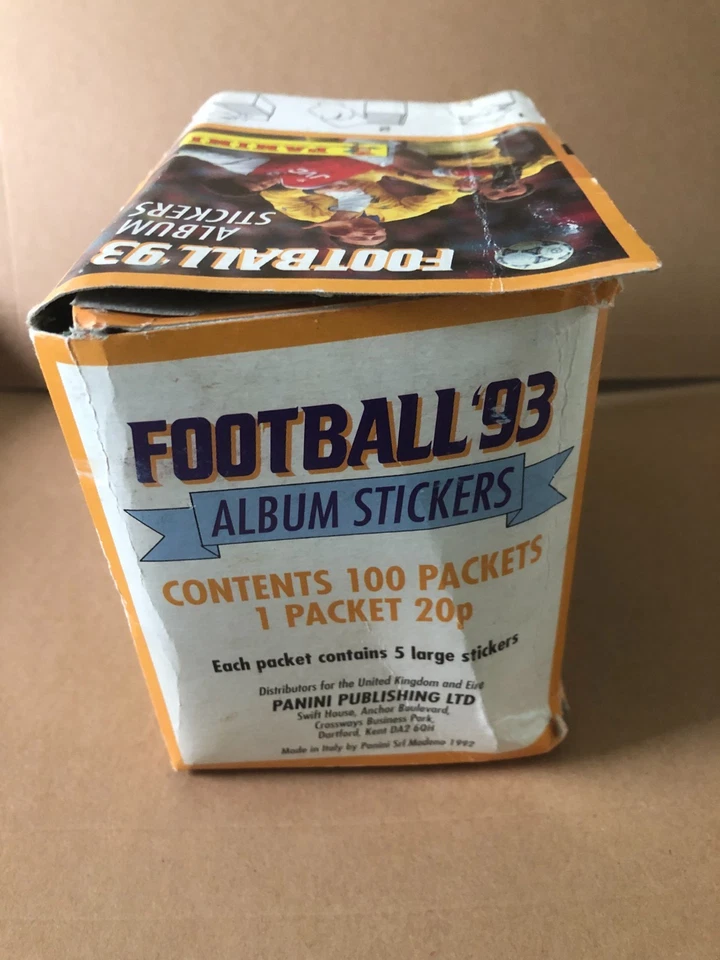 PANINI
JVC
FOOTBALL '93
ALBUM
STICKERS
FOOTBALL '93
ALBUM STICKERS
CONTENTS 100 PACKETS
1 PACKET 20p
Each packet contains 5 large stickers
Distributors for the United Kingdom and Eire
PANINI PUBLISHING LTD
Swift House, Anchor Boulevard,
Crossways Business Park,
Dartford, Kent DA2 6QH
Made in Italy by Panini Srl Modena 1992